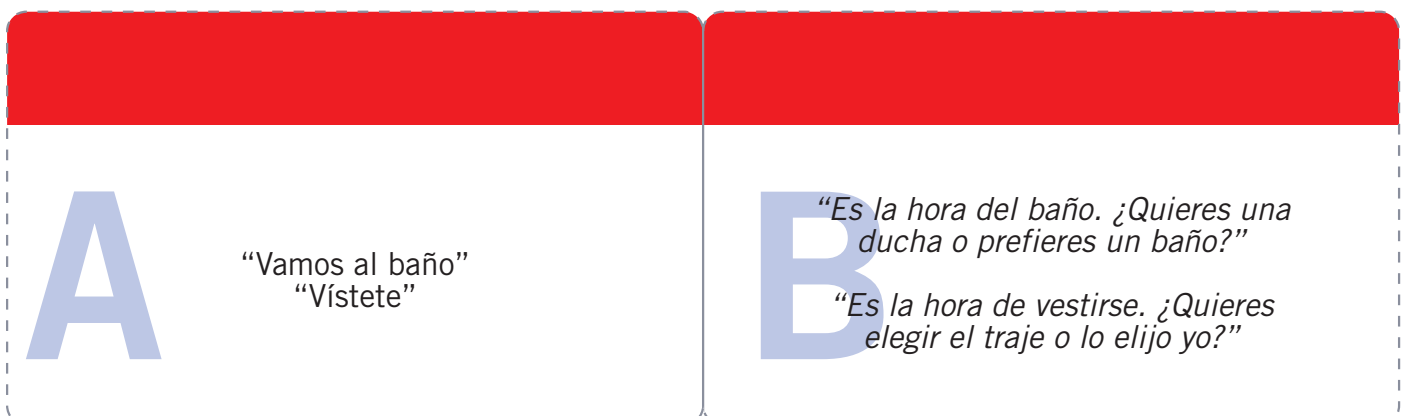 A
“Vamos al baño”
“Vístete”
B
“Es la hora del baño. ¿Quieres una
ducha o prefieres un baño?”
“Es la hora de vestirse. ¿Quieres
elegir el traje o lo elijo yo?”